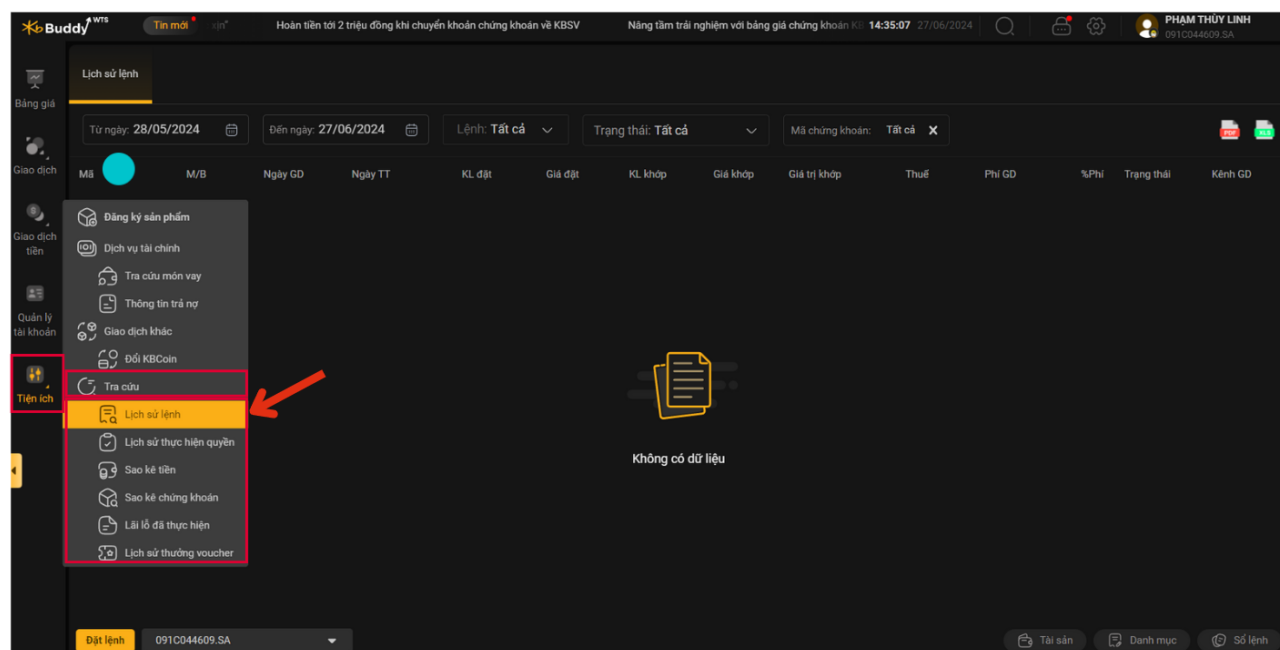 KBBuddy WTS
Tin mới
Hoàn tiền tới 2 triệu đồng khi chuyển khoản chứng khoán về KBSV
Nâng tầm trải nghiệm với bảng giá chứng khoán KB
14:35:07 27/06/2024
PHẠM THÙY LINH
091C044609.SA
Bảng giá
Giao dịch
Giao dịch
tiền
Quản lý
tài khoản
Tiện ích
Lịch sử lệnh
Từ ngày: 28/05/2024
Đến ngày: 27/06/2024
Lệnh: Tất cả
Trạng thái: Tất cả
Mã chứng khoán: Tất cả X
PDF
XLS
Mã M/B Ngày GD Ngày TT KL đặt Giá đặt KL khớp Giá khớp Giá trị khớp Thuế Phí GD %Phí Trạng thái Kênh GD
Đăng ký sản phẩm
Dịch vụ tài chính
Tra cứu món vay
Thông tin trả nợ
Giao dịch khác
Đổi KBCoin
Tra cứu
Lịch sử lệnh
Lịch sử thực hiện quyền
Sao kê tiền
Sao kê chứng khoán
Lãi lỗ đã thực hiện
Lịch sử thưởng voucher
Không có dữ liệu
Đặt lệnh 091C044609.SA
Tài sản
Danh mục
Sổ lệnh